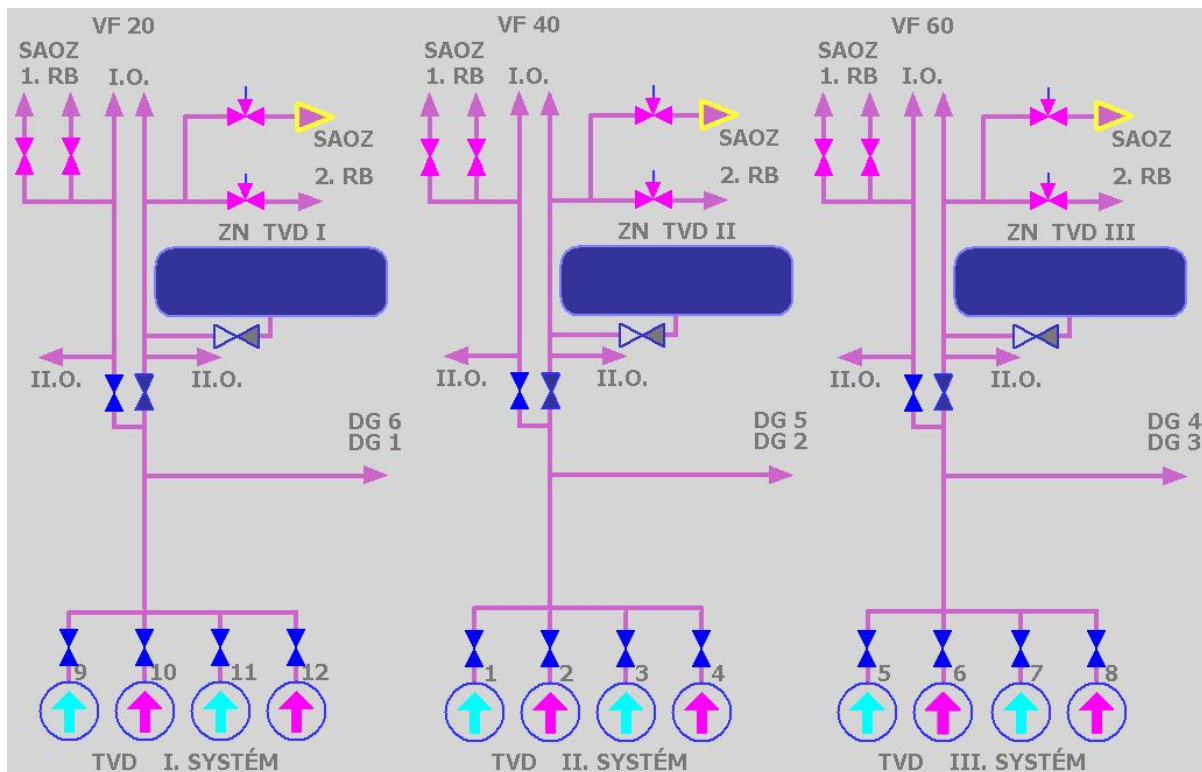 VF 20
SAOZ
1. RB
I.O.
SAOZ
2. RB
ZN TVD I
II.O.
II.O.
DG 6
DG 1
9
10
11
12
TVD I. SYSTÉM
VF 40
SAOZ
1. RB
I.O.
SAOZ
2. RB
ZN TVD II
II.O.
II.O.
DG 5
DG 2
1
2
3
4
TVD II. SYSTÉM
VF 60
SAOZ
1. RB
I.O.
SAOZ
2. RB
ZN TVD III
II.O.
II.O.
DG 4
DG 3
5
6
7
8
TVD III. SYSTÉM